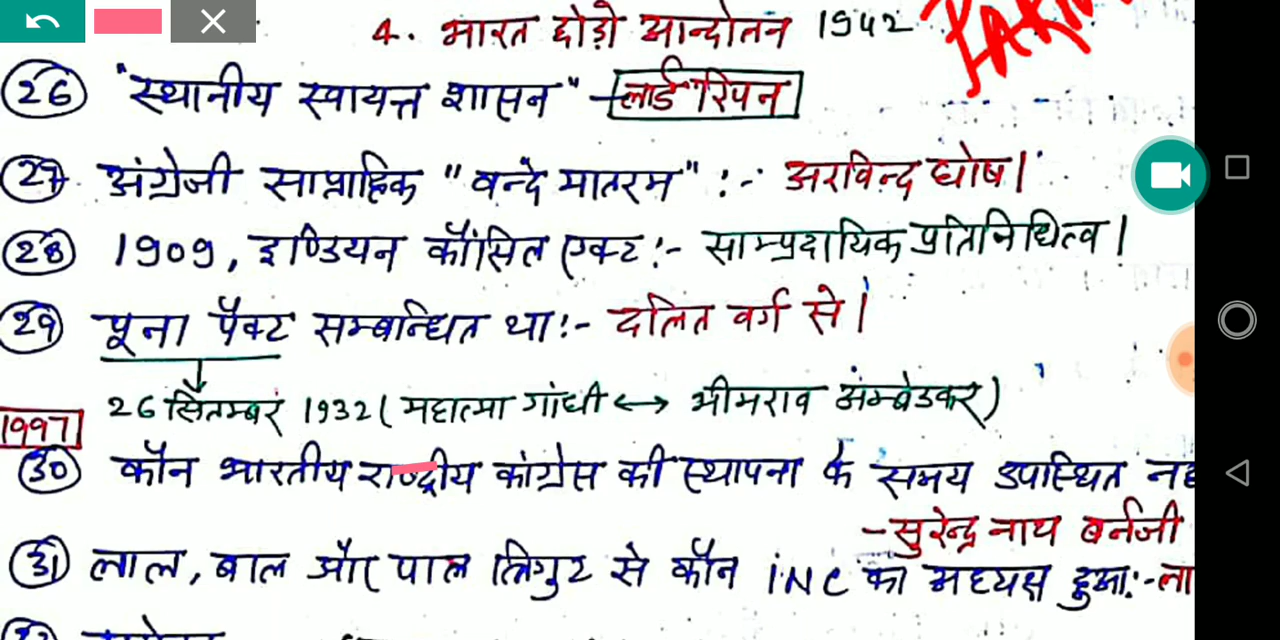 4. भारत छोड़ो आन्दोलन 1942
26 "स्थानीय स्वायत्त शासन" - लार्ड रिपन
27. अंग्रेजी साप्ताहिक "वन्दे मातरम" :- अरविन्द घोष।
28 1909, इण्डियन कौंसिल एक्ट :- साम्प्रदायिक प्रतिनिधित्व।
29 पूना पैक्ट सम्बन्धित था :- दलित वर्ग से।
26 सितम्बर 1932 (महात्मा गांधी ↔ भीमराव अम्बेडकर)
1997
30 कौन भारतीय राष्ट्रीय कांग्रेस की स्थापना के समय उपस्थित
- सुरेन्द्र नाथ बर्नजी
31 लाल, बाल और पाल त्रिगुट से कौन INC का अध्यक्ष हुआ :- ला